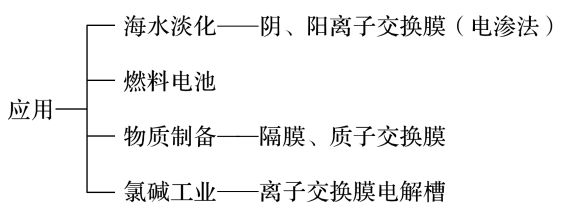 应用
海水淡化——阴、阳离子交换膜（电渗法）
燃料电池
物质制备——隔膜、质子交换膜
氯碱工业——离子交换膜电解槽